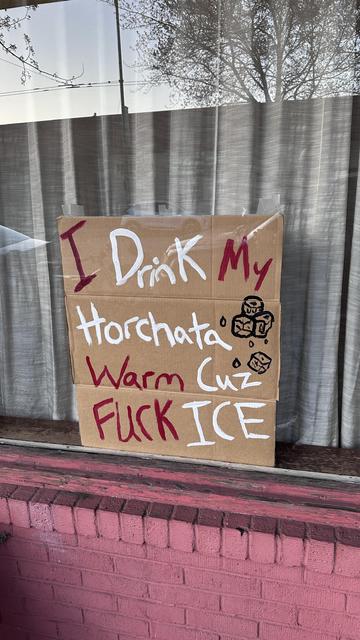 I Drink My
Horchata
Warm Cuz
FUCK ICE